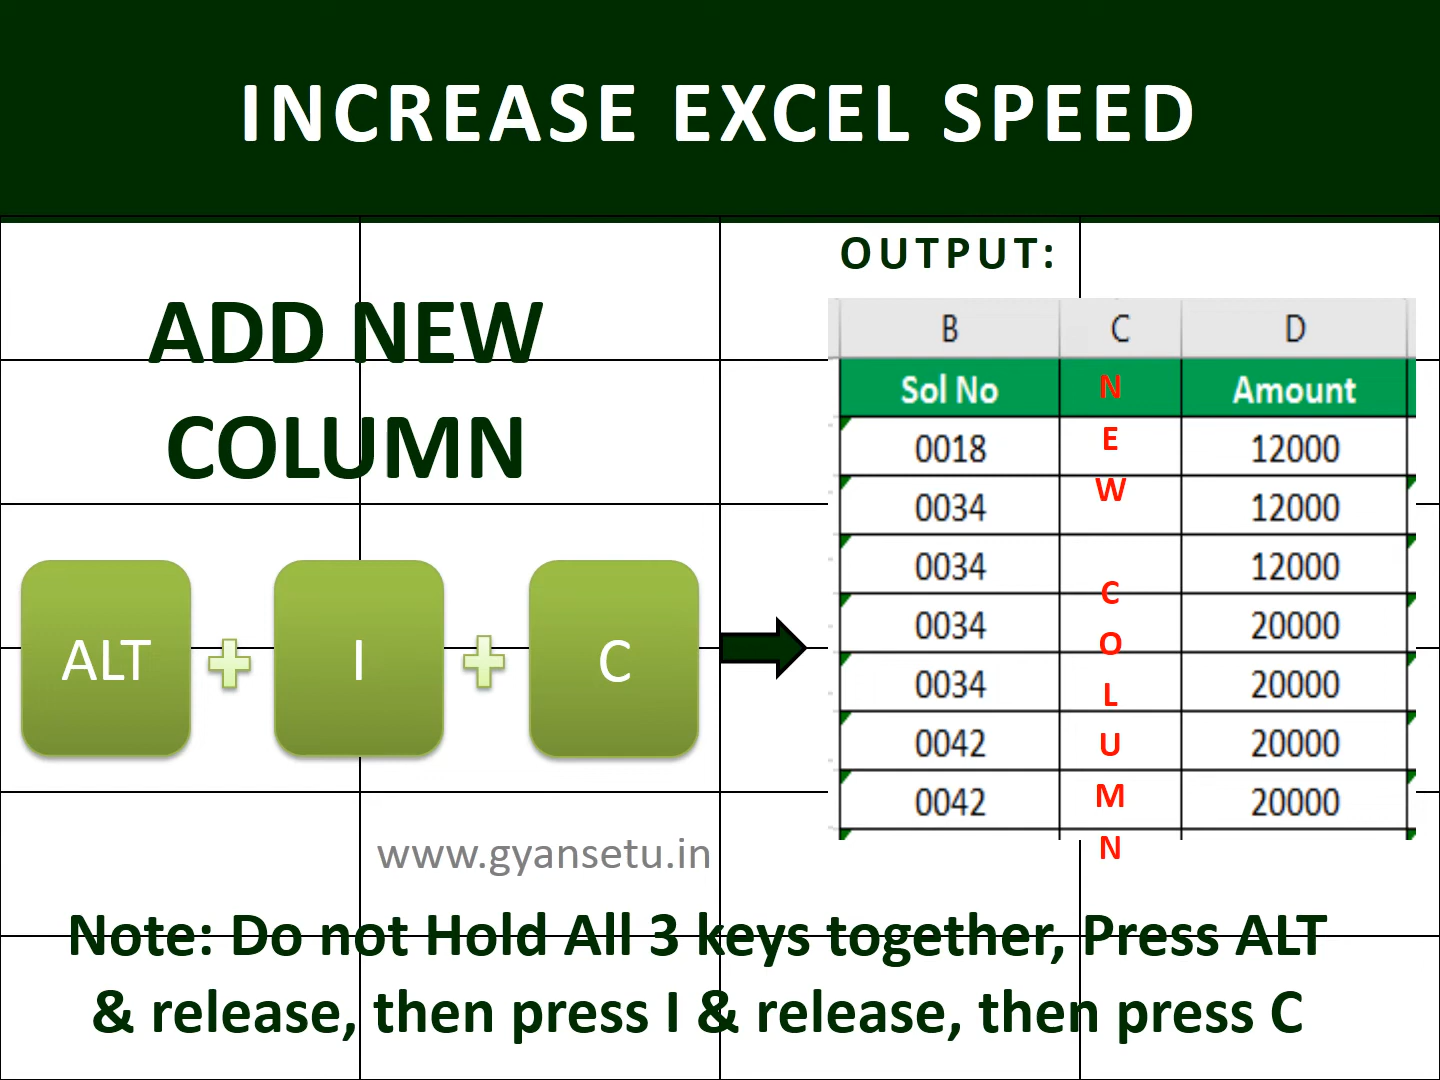 INCREASE EXCEL SPEED
ADD NEW
COLUMN
ALT + I + C
www.gyansetu.in
OUTPUT:
B C D
Sol No Amount
0018 12000
0034 12000
0034 12000
0034 20000
0034 20000
0042 20000
0042 20000
N
E
W
C
O
L
U
M
N
Note: Do not Hold All 3 keys together, Press ALT
& release, then press I & release, then press C